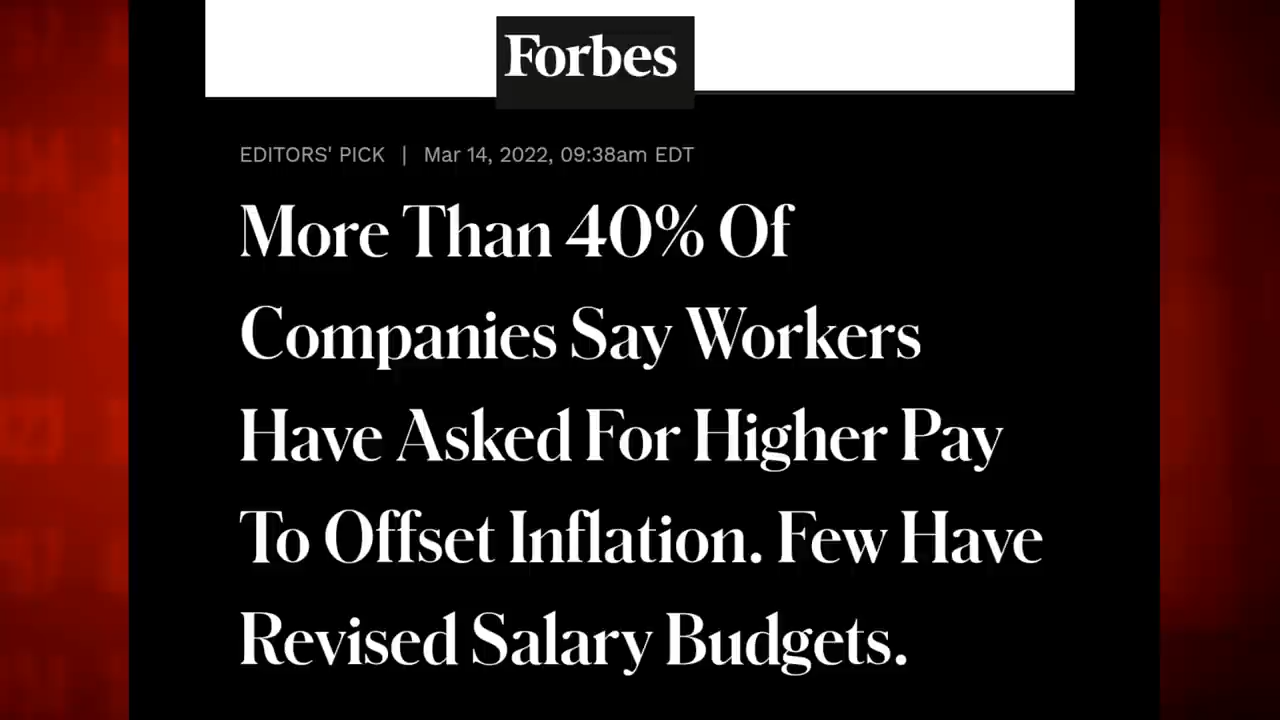 Forbes
EDITORS' PICK | Mar 14, 2022, 09:38am EDT
More Than 40% Of
Companies Say Workers
Have Asked For Higher Pay
To Offset Inflation. Few Have
Revised Salary Budgets.